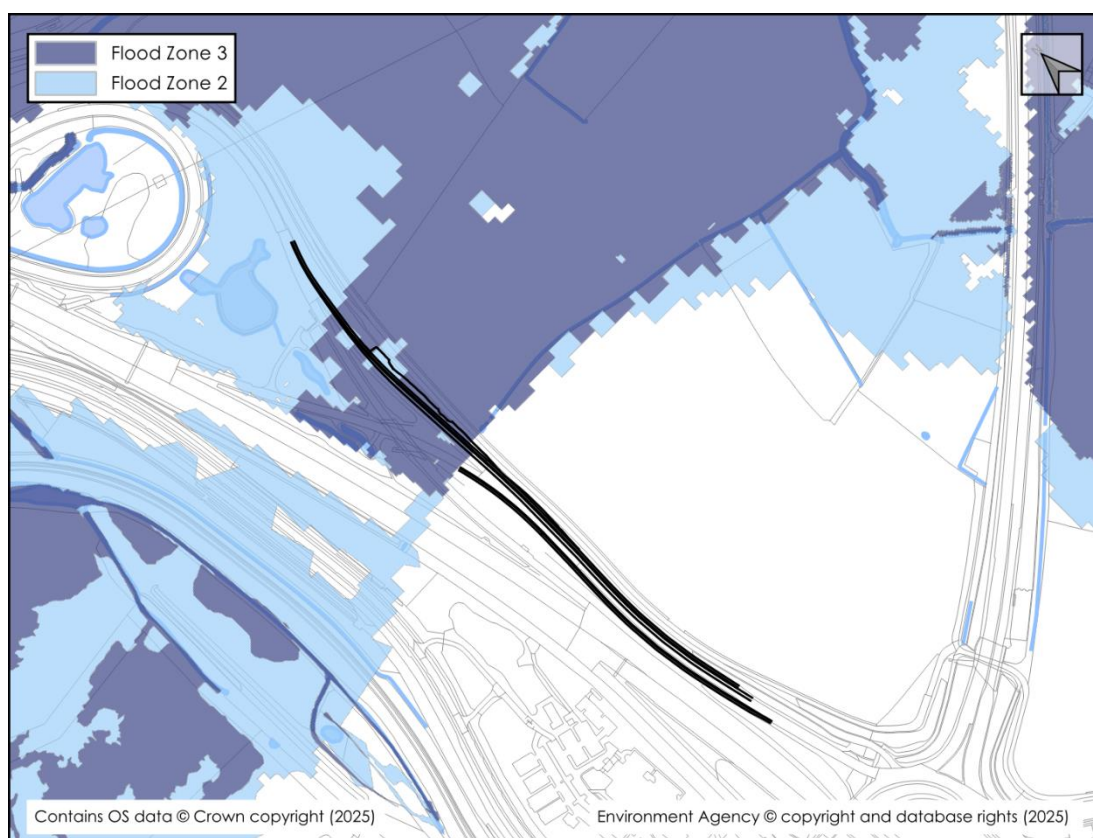 Flood Zone 3
Flood Zone 2
Contains OS data © Crown copyright (2025)
Environment Agency © copyright and database rights (2025)